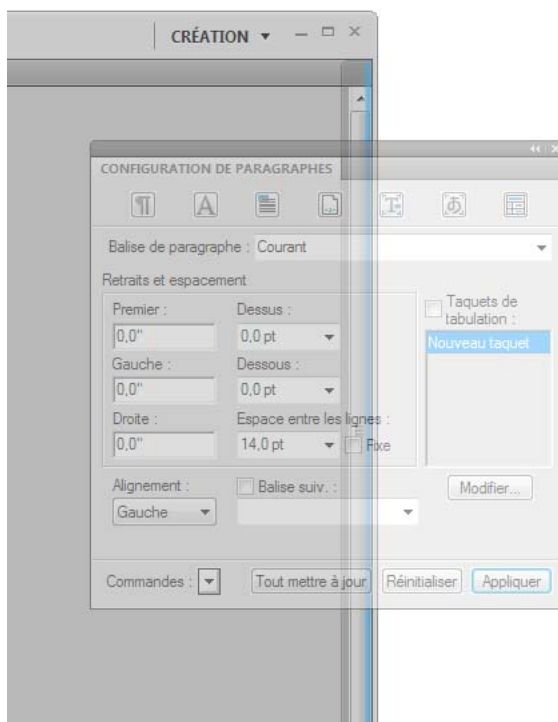 CRÉATION
CONFIGURATION DE PARAGRAPHES
Balise de paragraphe : Courant
Retraits et espacement
Premier : Dessus : Taquets de
tabulation :
0,0" 0,0 pt Nouveau taquet
Gauche : Dessous :
0,0" 0,0 pt
Droite : Espace entre les lignes :
0,0" 14,0 pt Fixe
Alignement : Balise suiv. : Modifier...
Gauche
Commandes : Tout mettre à jour Réinitialiser Appliquer